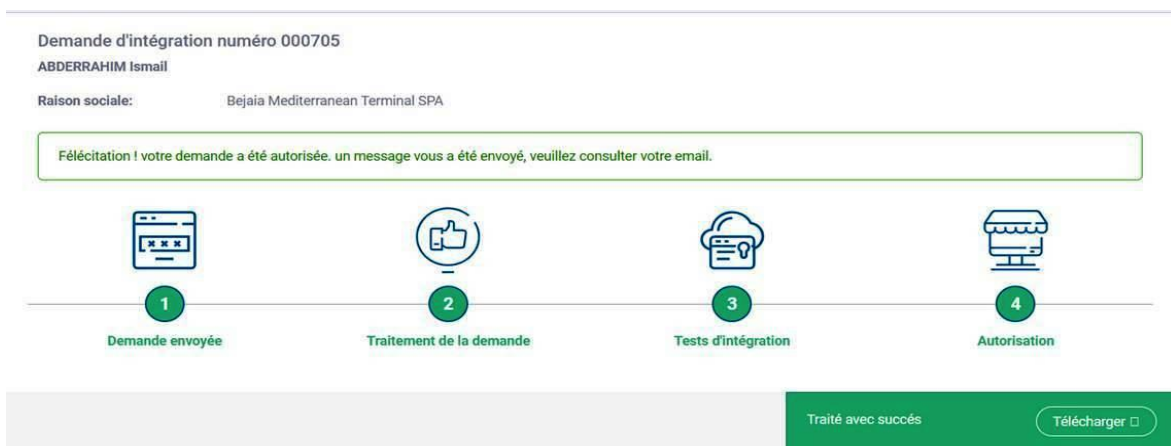 Demande d'intégration numéro 000705
ABDERRAHIM Ismail
Raison sociale: Bejaia Mediterranean Terminal SPA
Félécitation ! votre demande a été autorisée. un message vous a été envoyé, veuillez consulter votre email.
1 2 3 4
Demande envoyée Traitement de la demande Tests d'intégration Autorisation
Traité avec succés Télécharger